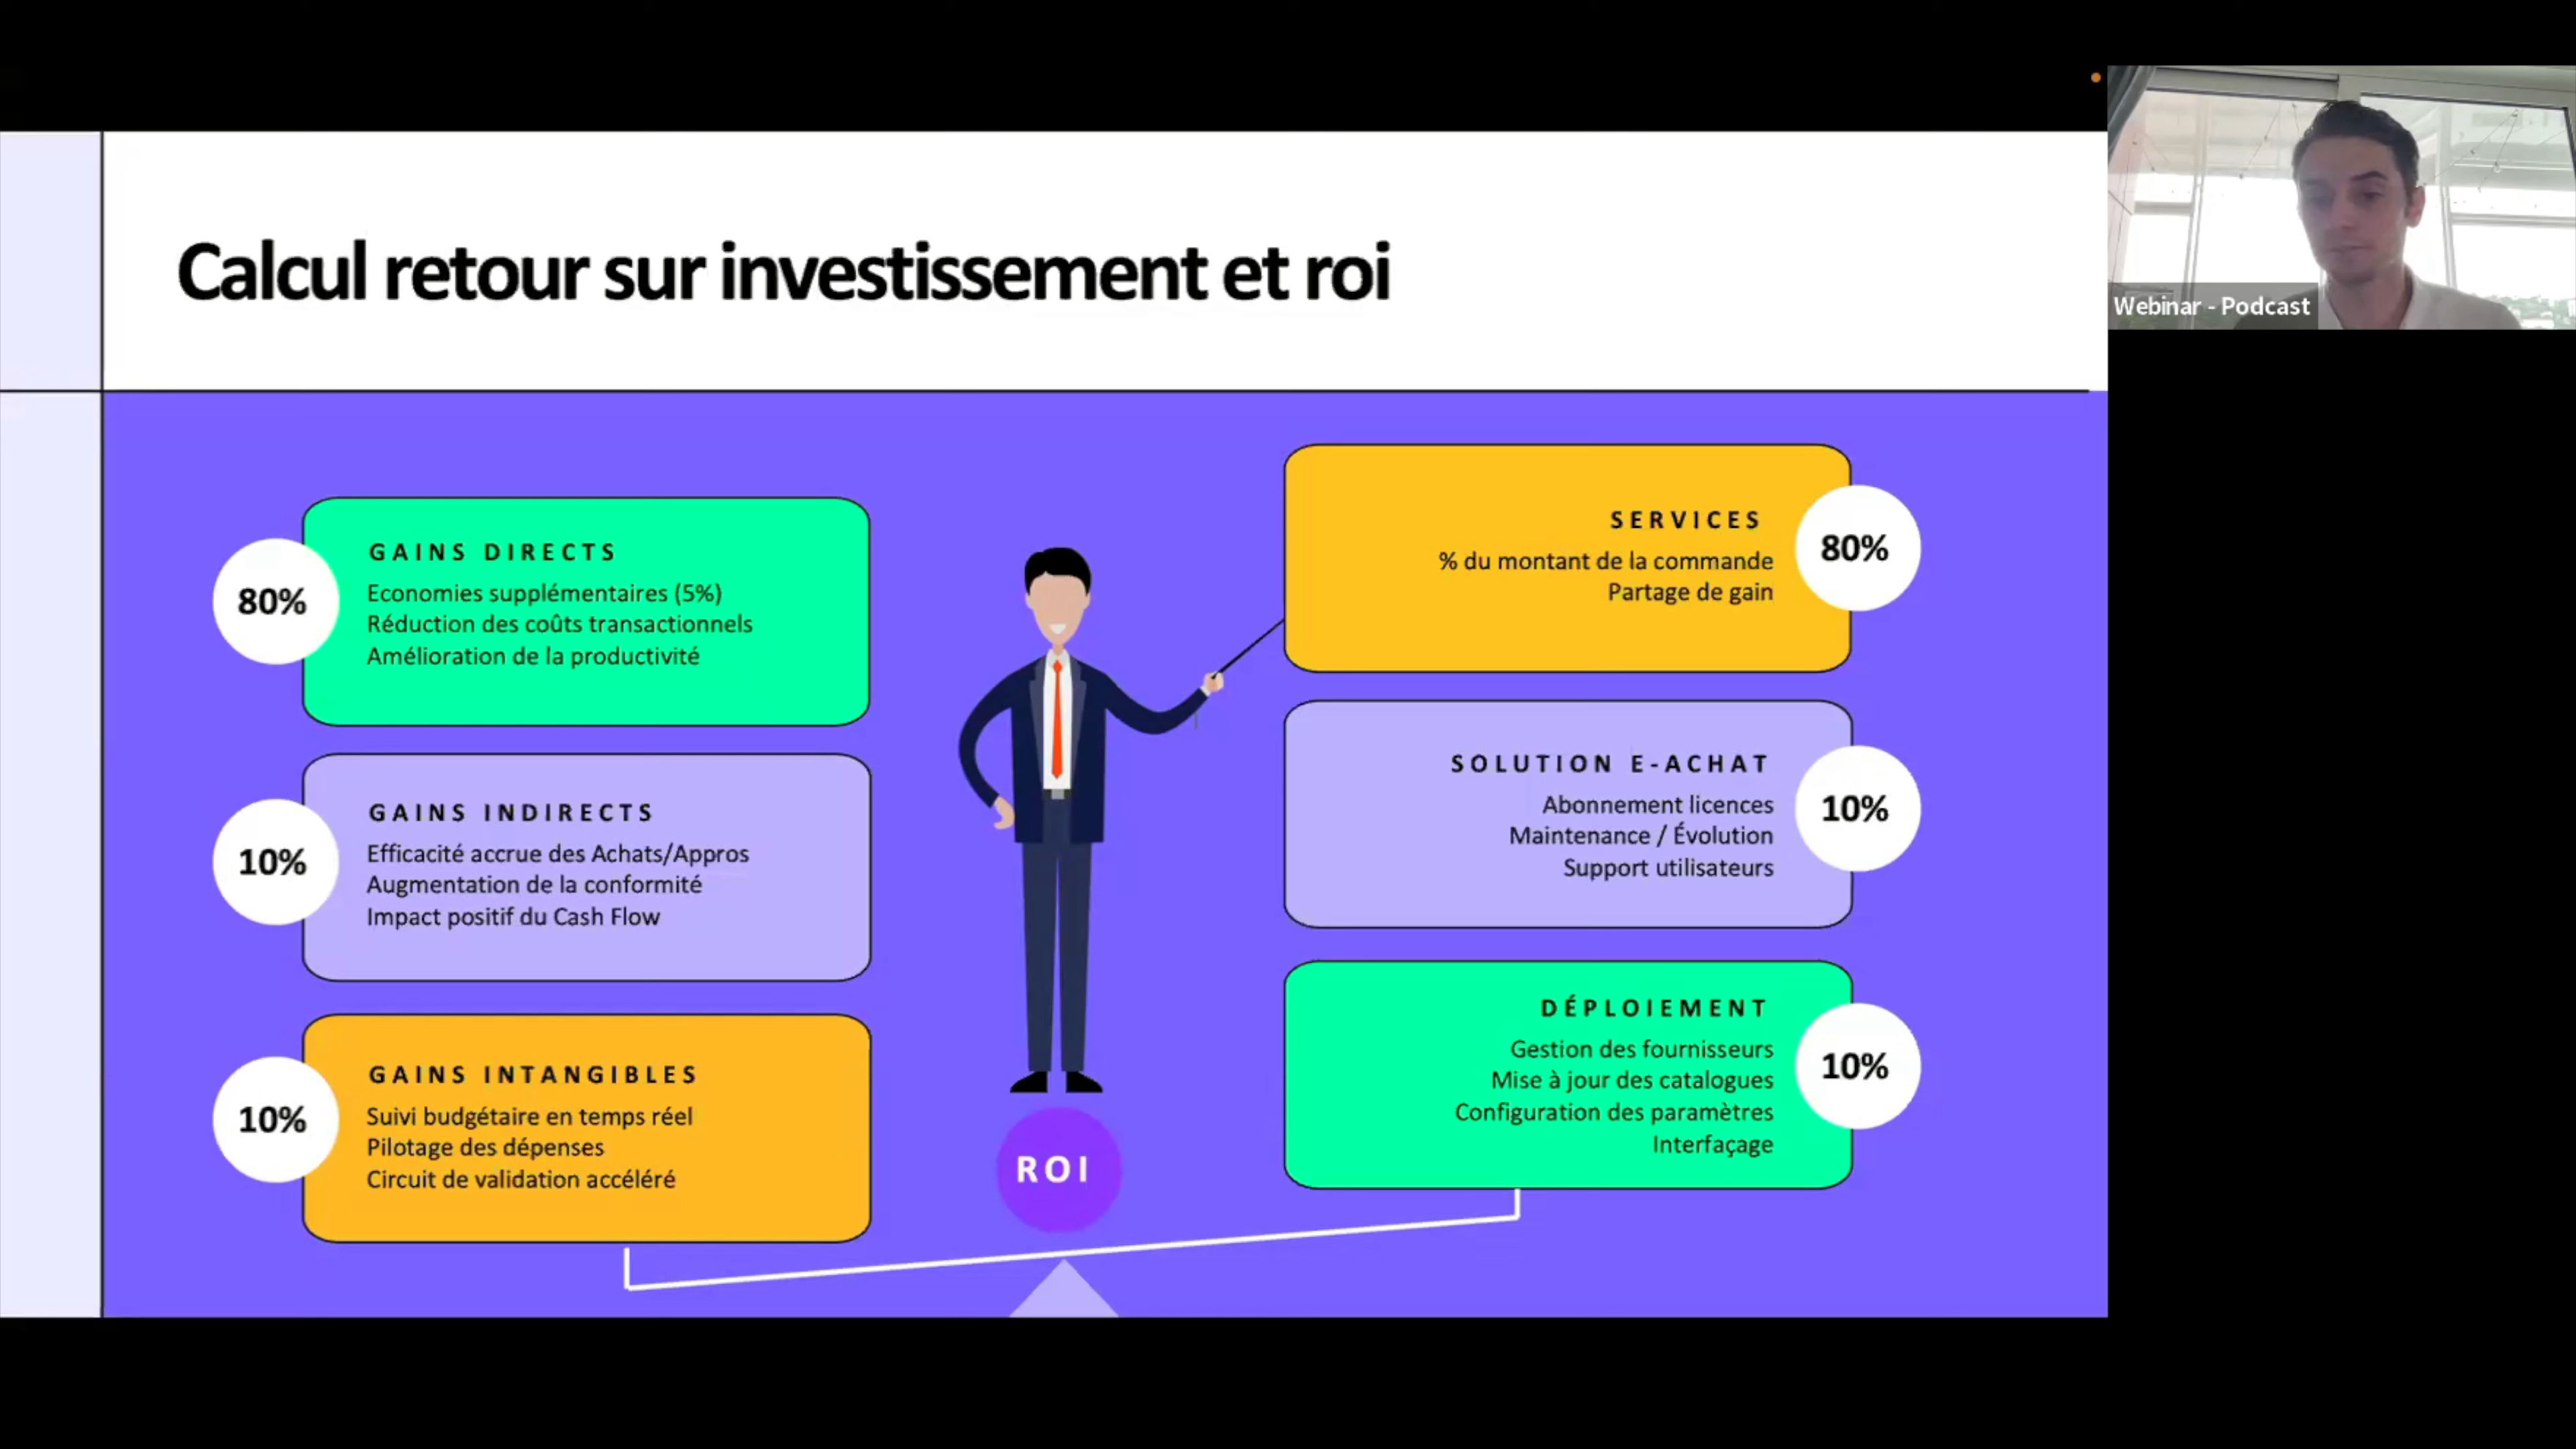 Calcul retour sur investissement et roi
Webinar - Podcast
80%
GAINS DIRECTS
Economies supplémentaires (5%)
Réduction des coûts transactionnels
Amélioration de la productivité
10%
GAINS INDIRECTS
Efficacité accrue des Achats/Appros
Augmentation de la conformité
Impact positif du Cash Flow
10%
GAINS INTANGIBLES
Suivi budgétaire en temps réel
Pilotage des dépenses
Circuit de validation accéléré
ROI
SERVICES
% du montant de la commande
Partage de gain
80%
SOLUTION E-ACHAT
Abonnement licences
Maintenance / Évolution
Support utilisateurs
10%
DÉPLOIEMENT
Gestion des fournisseurs
Mise à jour des catalogues
Configuration des paramètres
Interfaçage
10%